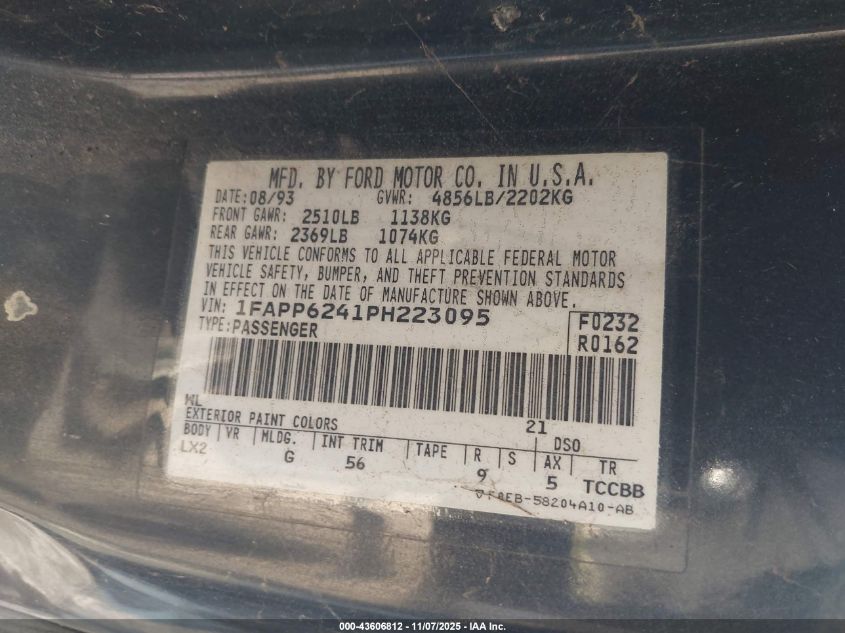 MFD. BY FORD MOTOR CO. IN U.S.A.
DATE: 08/93 GVWR: 4856LB/2202KG
FRONT GAWR: 2510LB 1138KG
REAR GAWR: 2369LB 1074KG
THIS VEHICLE CONFORMS TO ALL APPLICABLE FEDERAL MOTOR
VEHICLE SAFETY, BUMPER, AND THEFT PREVENTION STANDARDS
IN EFFECT ON THE DATE OF MANUFACTURE SHOWN ABOVE.
VIN: 1FAPP6241PH223095 F0232
TYPE: PASSENGER R0162
WL 21
EXTERIOR PAINT COLORS DSO
BODY VR MLDG. INT TRIM TAPE R S AX TR
LX2 G 56 9 5 TCCBB
F0EB-58204A10-AB
000-43606812 - 11/07/2025 - IAA Inc.